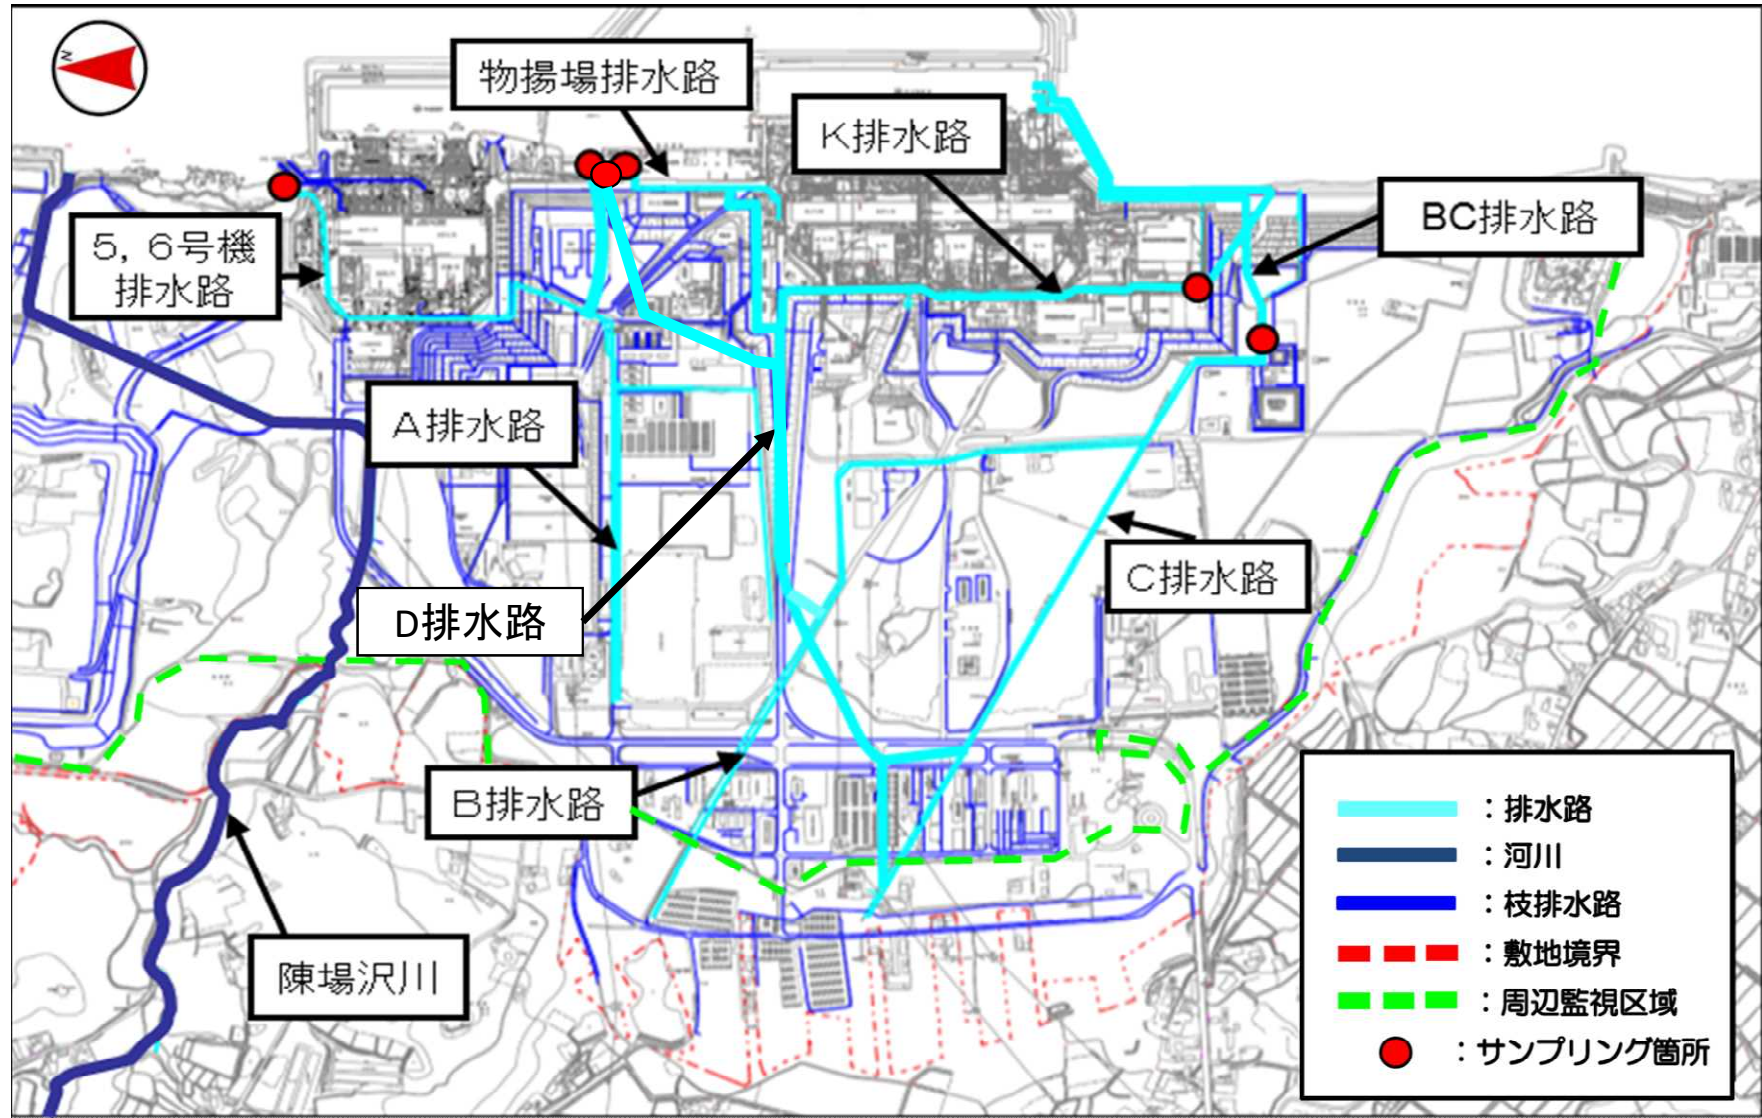 N
物揚場排水路
K排水路
BC排水路
5,6号機
排水路
A排水路
D排水路
C排水路
B排水路
陳場沢川
:排水路
:河川
:枝排水路
:敷地境界
:周辺監視区域
:サンプリング箇所